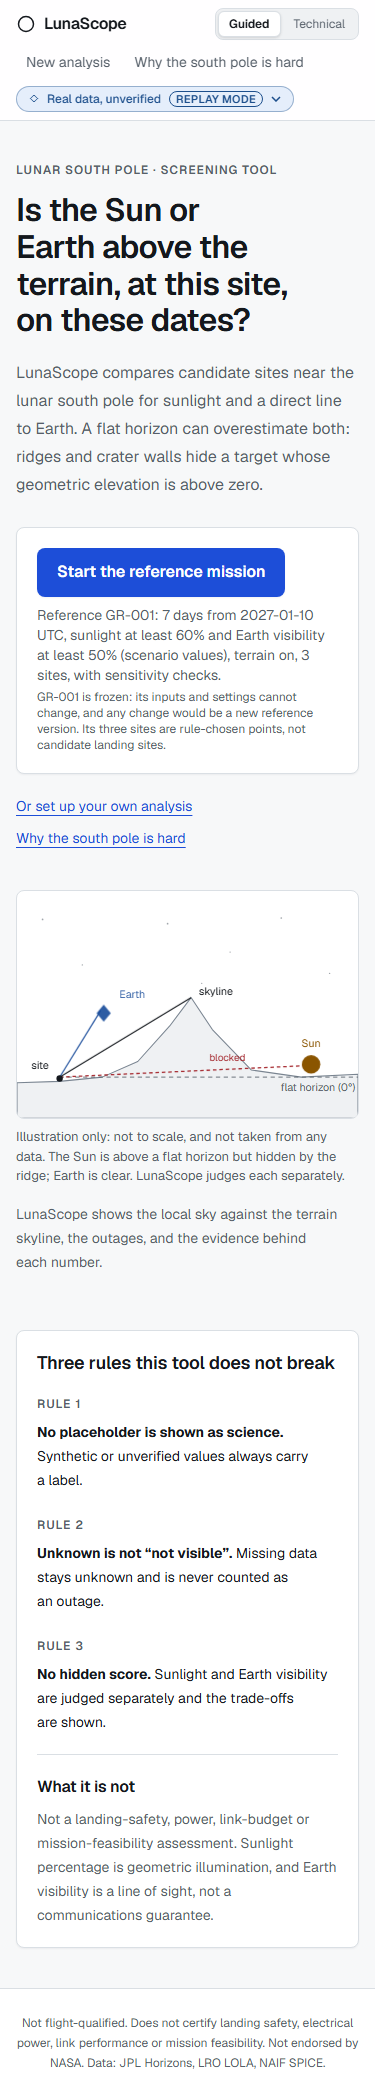 LunaScope
Guided
Technical
New analysis
Why the south pole is hard
Real data, unverified
REPLAY MODE
LUNAR SOUTH POLE · SCREENING TOOL
Is the Sun or
Earth above the
terrain, at this site,
on these dates?
LunaScope compares candidate sites near the
lunar south pole for sunlight and a direct line
to Earth. A flat horizon can overestimate both:
ridges and crater walls hide a target whose
geometric elevation is above zero.
Start the reference mission
Reference GR-001: 7 days from 2027-01-10
UTC, sunlight at least 60% and Earth visibility
at least 50% (scenario values), terrain on, 3
sites, with sensitivity checks.
GR-001 is frozen: its inputs and settings cannot
change, and any change would be a new reference
version. Its three sites are rule-chosen points, not
candidate landing sites.
Or set up your own analysis
Why the south pole is hard
Earth
skyline
Sun
blocked
site
flat horizon (0°)
Illustration only: not to scale, and not taken from any
data. The Sun is above a flat horizon but hidden by the
ridge; Earth is clear. LunaScope judges each separately.
LunaScope shows the local sky against the terrain
skyline, the outages, and the evidence behind
each number.
Three rules this tool does not break
RULE 1
No placeholder is shown as science.
Synthetic or unverified values always carry
a label.
RULE 2
Unknown is not “not visible”. Missing data
stays unknown and is never counted as
an outage.
RULE 3
No hidden score. Sunlight and Earth visibility
are judged separately and the trade-offs
are shown.
What it is not
Not a landing-safety, power, link-budget or
mission-feasibility assessment. Sunlight
percentage is geometric illumination, and Earth
visibility is a line of sight, not a
communications guarantee.
Not flight-qualified. Does not certify landing safety, electrical
power, link performance or mission feasibility. Not endorsed by
NASA. Data: JPL Horizons, LRO LOLA, NAIF SPICE.